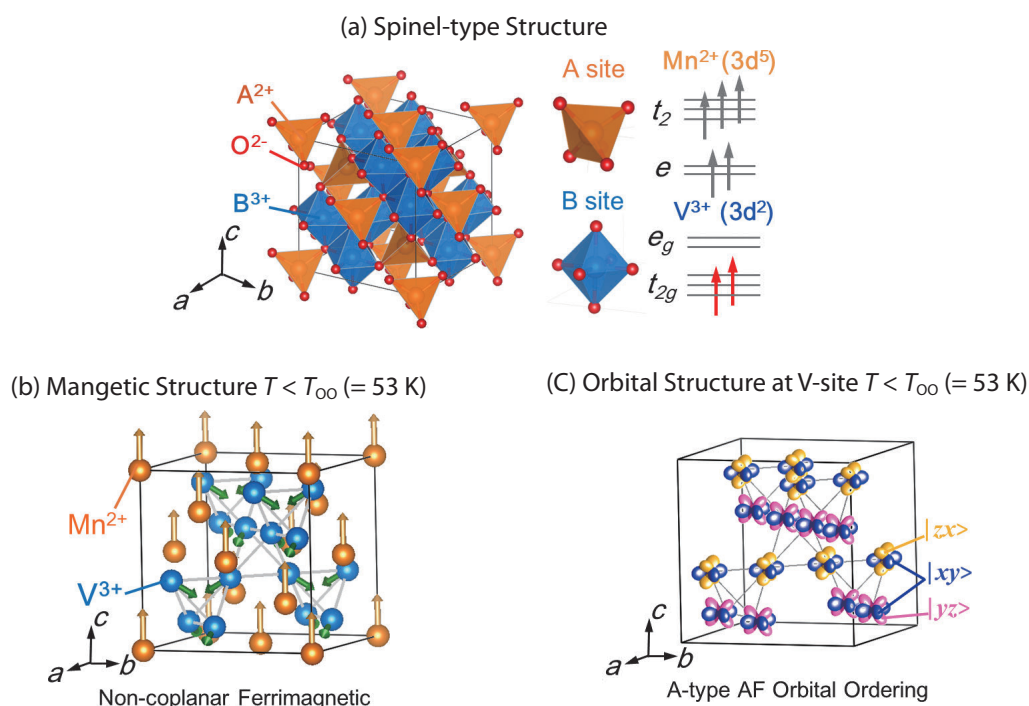 (a) Spinel-type Structure
A²⁺
O²⁻
B³⁺
c
a
b
A site
Mn²⁺ (3d⁵)
t₂
e
B site
V³⁺ (3d²)
e_g
t₂g
(b) Mangetic Structure T < T_OO (= 53 K)
Mn²⁺
V³⁺
c
a
b
Non-coplanar Ferrimagnetic
(C) Orbital Structure at V-site T < T_OO (= 53 K)
|zx>
|xy>
|yz>
c
a
b
A-type AF Orbital Ordering